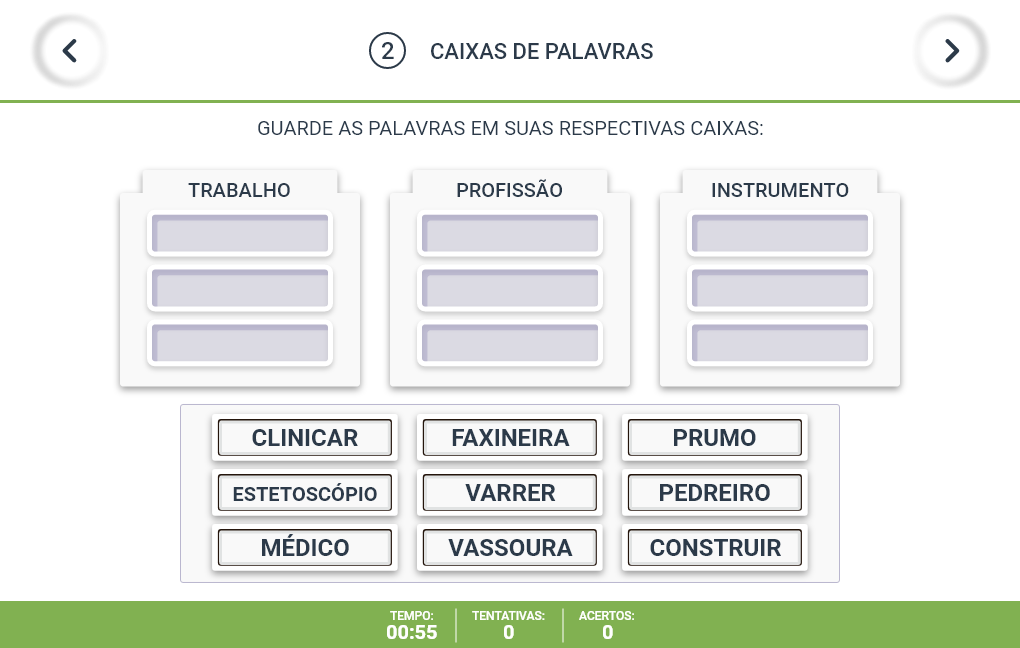 2 CAIXAS DE PALAVRAS
GUARDE AS PALAVRAS EM SUAS RESPECTIVAS CAIXAS:
TRABALHO PROFISSÃO INSTRUMENTO
CLINICAR FAXINEIRA PRUMO
ESTETOSCÓPIO VARRER PEDREIRO
MÉDICO VASSOURA CONSTRUIR
TEMPO: TENTATIVAS: ACERTOS:
00:55 0 0